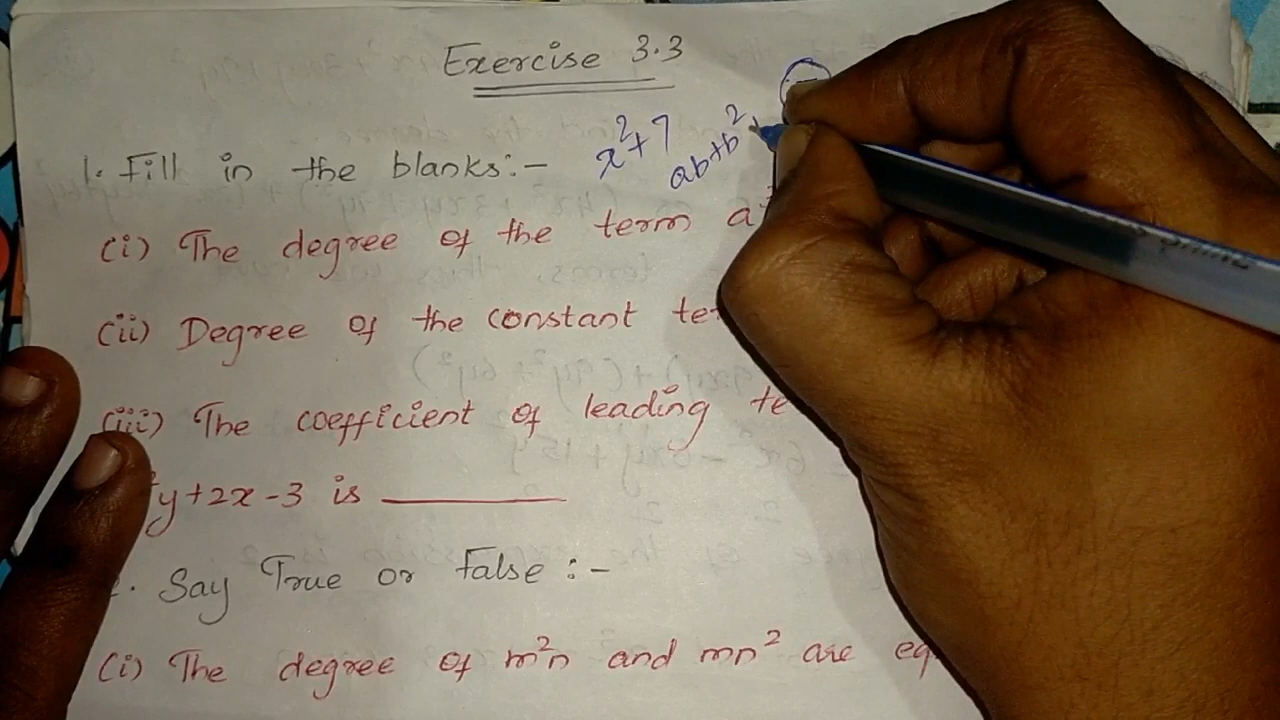 Exercise 3.3
x²+7
ab+b²+
1. Fill in the blanks:-
(i) The degree of the term a
(ii) Degree of the constant te
(iii) The coefficient of leading te
y+2x-3 is ________
. Say True or False :-
(i) The degree of m²n and mn² are eq